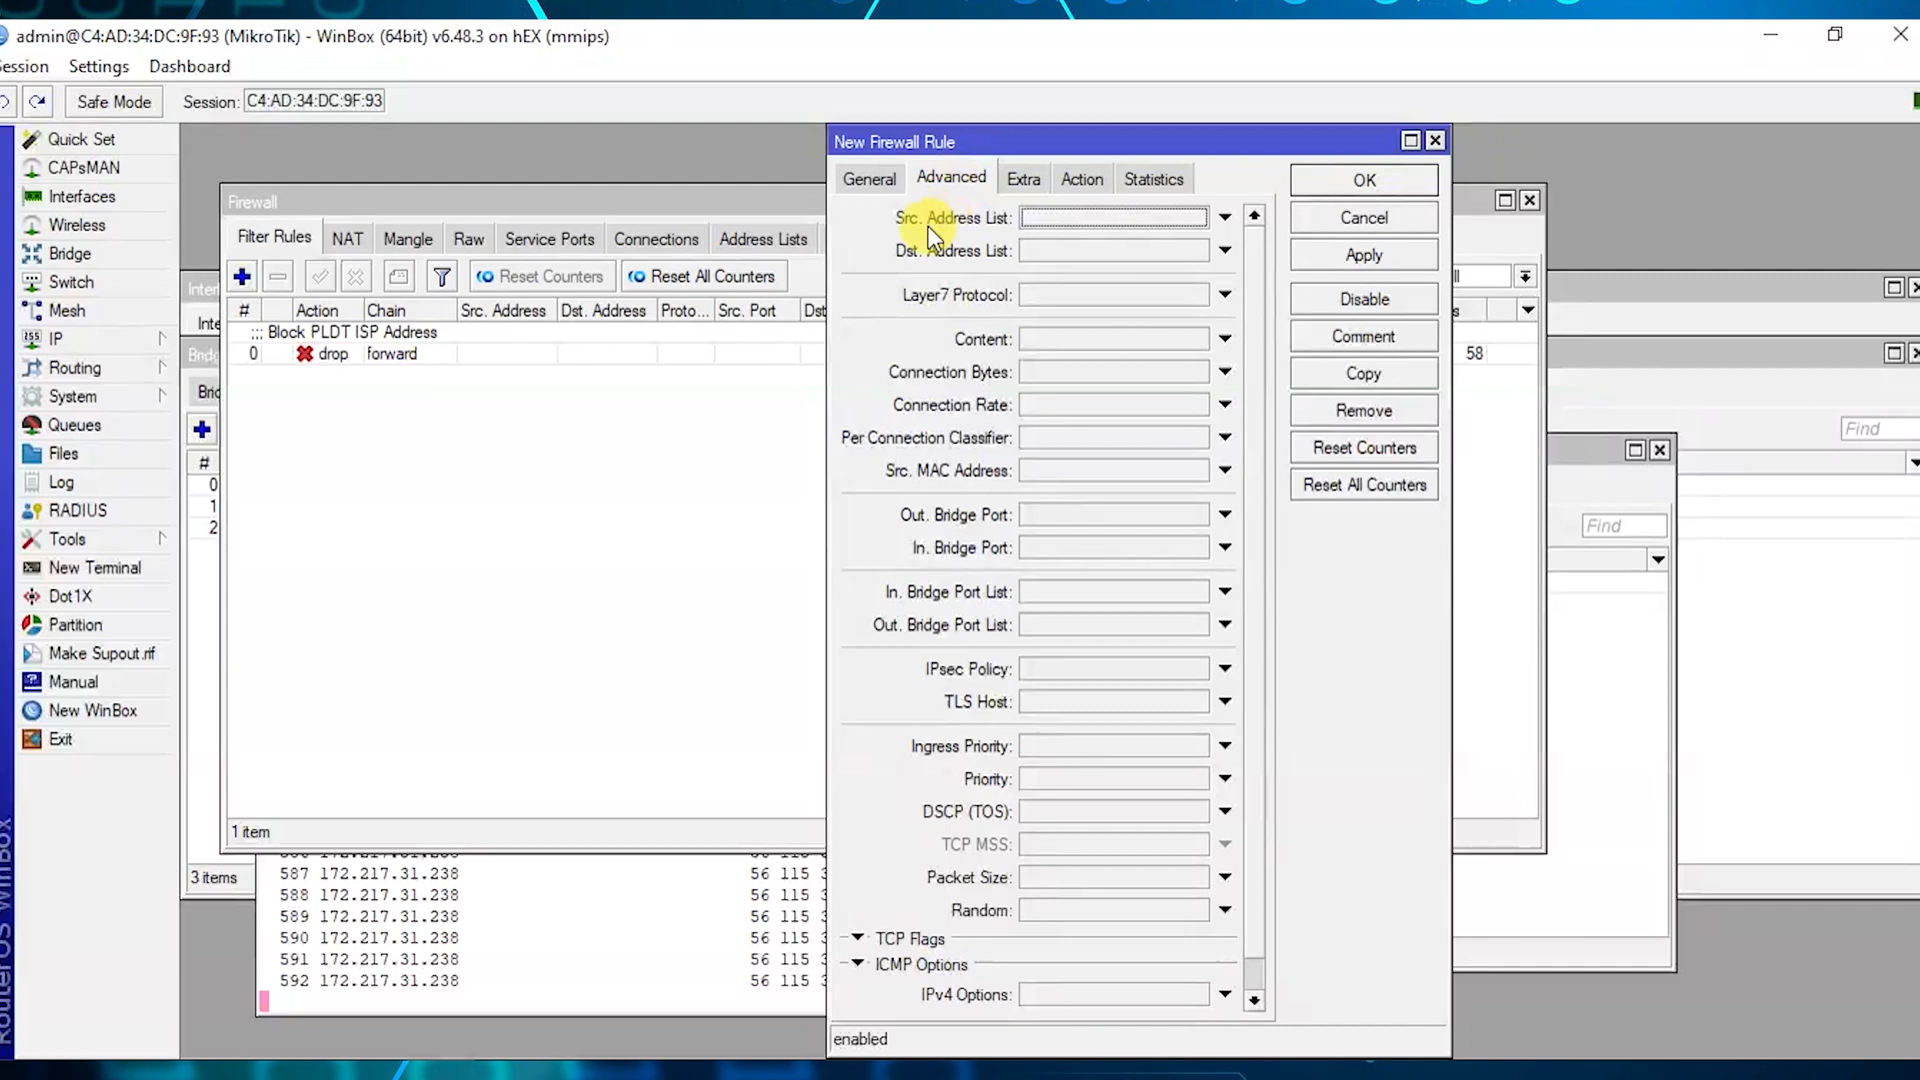 admin@C4:AD:34:DC:9F:93 (MikroTik) - WinBox (64bit) v6.48.3 on hEX (mmips)
Session Settings Dashboard
Safe Mode Session: C4:AD:34:DC:9F:93
Quick Set
CAPsMAN
Interfaces
Wireless
Bridge
Switch
Mesh
IP
Routing
System
Queues
Files
Log
RADIUS
Tools
New Terminal
Dot1X
Partition
Make Supout.rif
Manual
New WinBox
Exit
RouterOS WinBox
Firewall
Filter Rules NAT Mangle Raw Service Ports Connections Address Lists
Reset Counters Reset All Counters
# Action Chain Src. Address Dst. Address Proto... Src. Port Dst
::: Block PLDT ISP Address
0 drop forward 58
1 item
#
0
1
2
3 items
587 172.217.31.238 56 115
588 172.217.31.238 56 115
589 172.217.31.238 56 115
590 172.217.31.238 56 115
591 172.217.31.238 56 115
592 172.217.31.238 56 115
New Firewall Rule
General Advanced Extra Action Statistics
Src. Address List:
Dst. Address List:
Layer7 Protocol:
Content:
Connection Bytes:
Connection Rate:
Per Connection Classifier:
Src. MAC Address:
Out. Bridge Port:
In. Bridge Port:
In. Bridge Port List:
Out. Bridge Port List:
IPsec Policy:
TLS Host:
Ingress Priority:
Priority:
DSCP (TOS):
TCP MSS:
Packet Size:
Random:
TCP Flags
ICMP Options
IPv4 Options:
enabled
OK
Cancel
Apply
Disable
Comment
Copy
Remove
Reset Counters
Reset All Counters
Find
Find